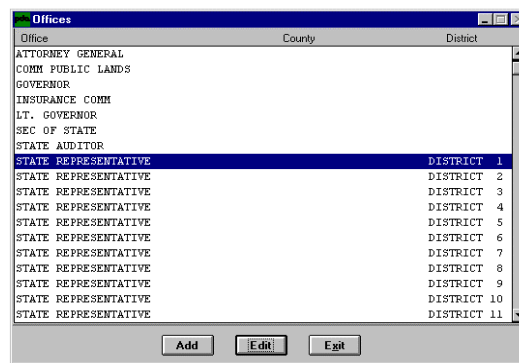 Offices
Office County District
ATTORNEY GENERAL
COMM PUBLIC LANDS
GOVERNOR
INSURANCE COMM
LT. GOVERNOR
SEC OF STATE
STATE AUDITOR
STATE REPRESENTATIVE DISTRICT 1
STATE REPRESENTATIVE DISTRICT 2
STATE REPRESENTATIVE DISTRICT 3
STATE REPRESENTATIVE DISTRICT 4
STATE REPRESENTATIVE DISTRICT 5
STATE REPRESENTATIVE DISTRICT 6
STATE REPRESENTATIVE DISTRICT 7
STATE REPRESENTATIVE DISTRICT 8
STATE REPRESENTATIVE DISTRICT 9
STATE REPRESENTATIVE DISTRICT 10
STATE REPRESENTATIVE DISTRICT 11
Add Edit Exit